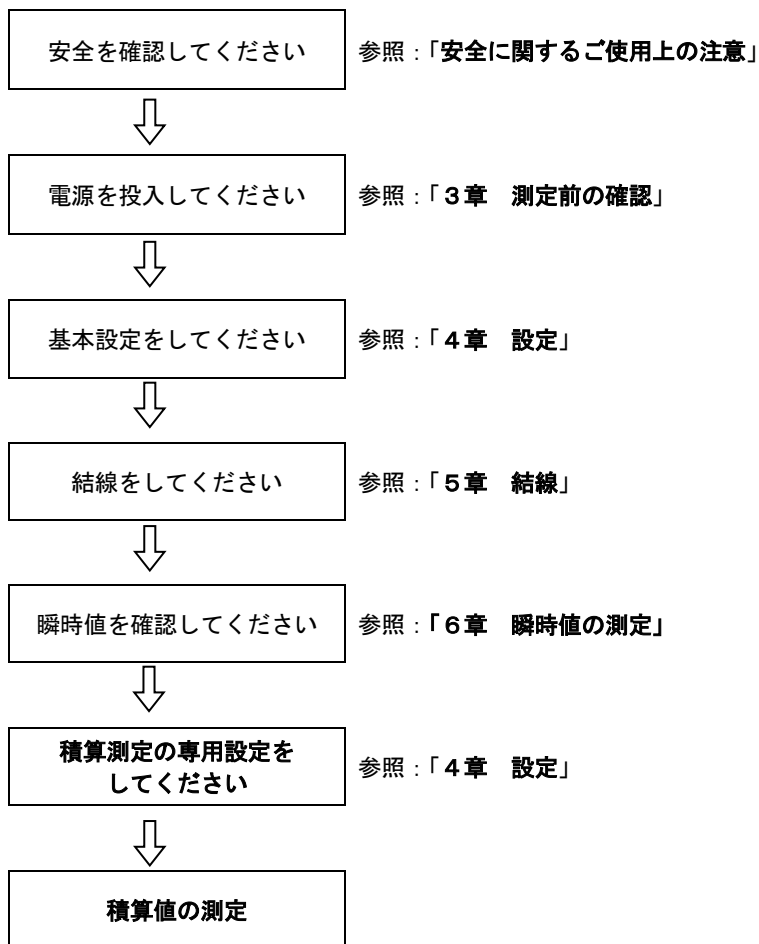 安全を確認してください　参照：「安全に関するご使用上の注意」
電源を投入してください　参照：「３章　測定前の確認」
基本設定をしてください　参照：「４章　設定」
結線をしてください　参照：「５章　結線」
瞬時値を確認してください　参照：「６章　瞬時値の測定」
積算測定の専用設定を
してください　参照：「４章　設定」
積算値の測定